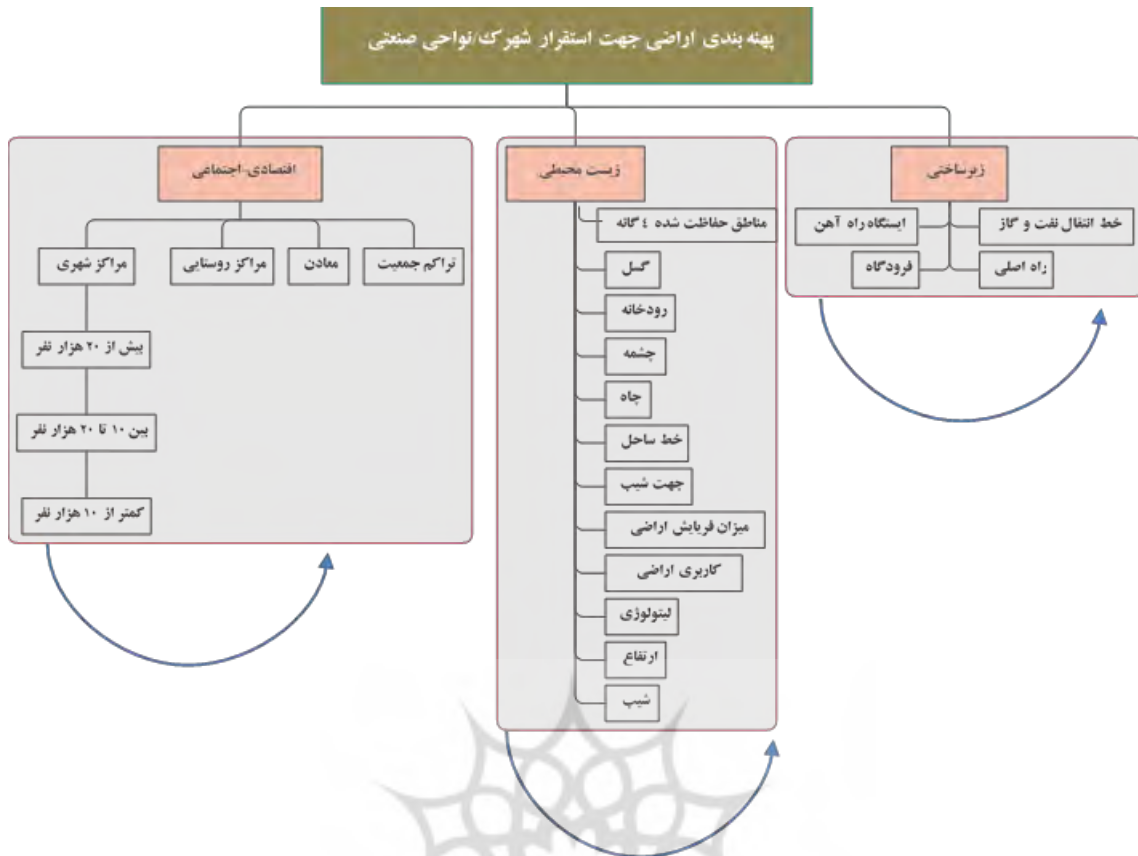 پهنه بندی اراضی جهت استقرار شهرک/نواحی صنعتی
زیرساختی
خط انتقال نفت و گاز
ایستگاه راه آهن
راه اصلی
فرودگاه
زیست محیطی
مناطق حفاظت شده ٤ گانه
گسل
رودخانه
چشمه
چاه
خط ساحل
جهت شیب
میزان فریایش اراضی
کاربری اراضی
لیتولوژی
ارتفاع
شیب
اقتصادی-اجتماعی
تراکم جمعیت
معادن
مراکز روستایی
مراکز شهری
بیش از ۲۰ هزار نفر
بین ۱۰ تا ۲۰ هزار نفر
کمتر از ۱۰ هزار نفر